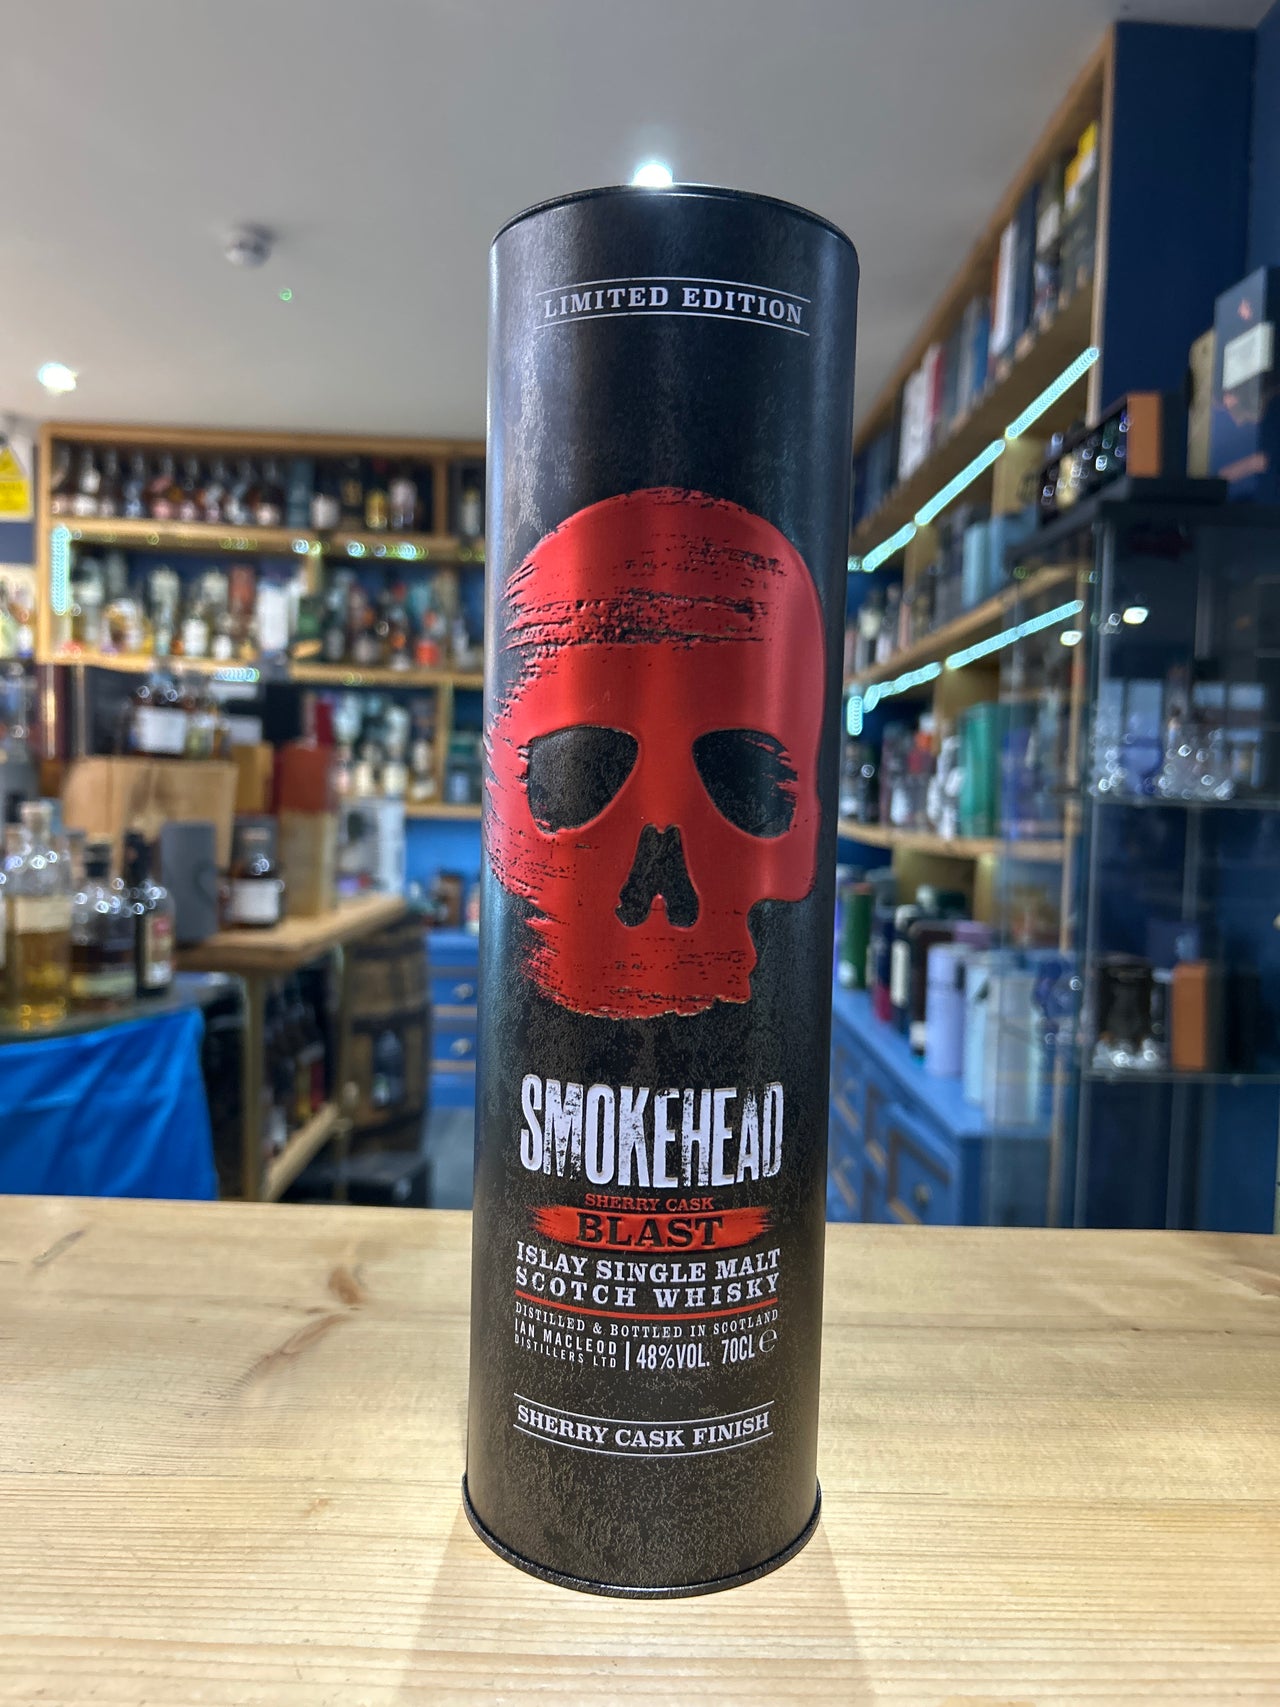 LIMITED EDITION
SMOKEHEAD
SHERRY CASK
BLAST
ISLAY SINGLE MALT
SCOTCH WHISKY
DISTILLED & BOTTLED IN SCOTLAND
IAN MACLEOD
DISTILLERS LTD | 48%VOL. 70CL ℮
SHERRY CASK FINISH